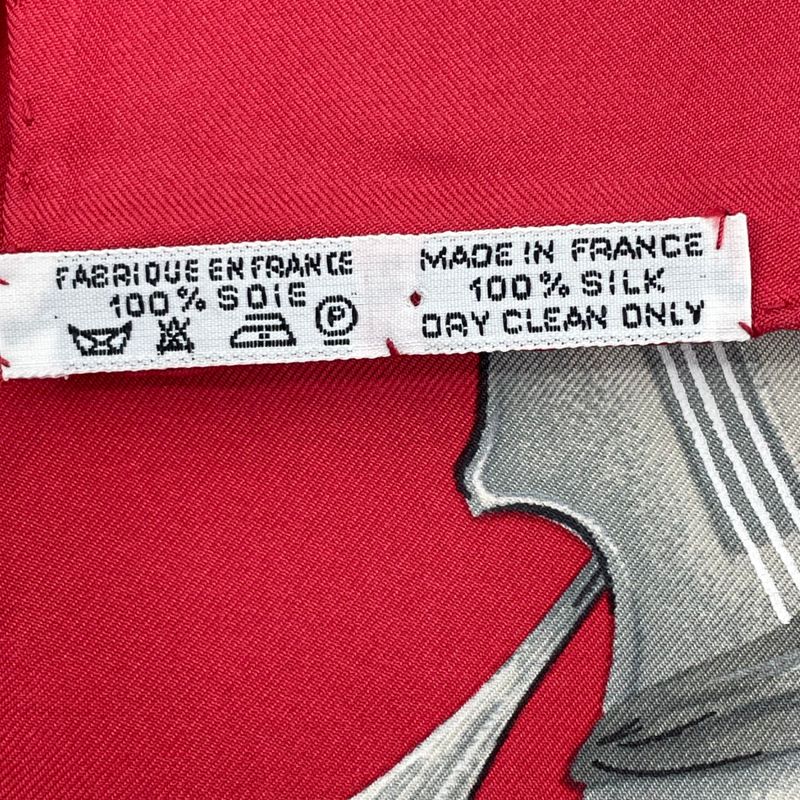 FABRIQUE EN FRANCE
100% SOIE
P
MADE IN FRANCE
100% SILK
DRY CLEAN ONLY